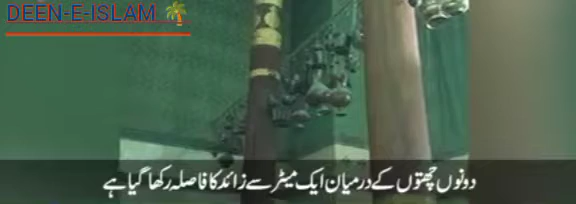 DEEN-E-ISLAM
دونوں چھتوں کے درمیان ایک میٹر سے زائد کا فاصلہ رکھا گیا ہے